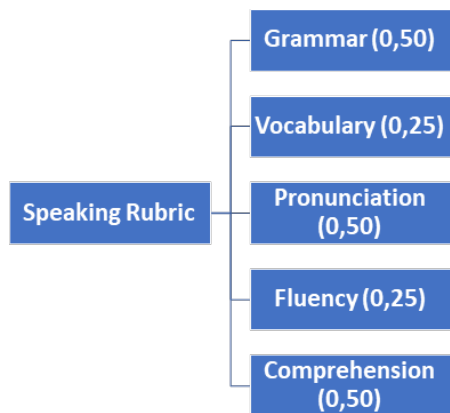 Speaking Rubric
Grammar (0,50)
Vocabulary (0,25)
Pronunciation
(0,50)
Fluency (0,25)
Comprehension
(0,50)